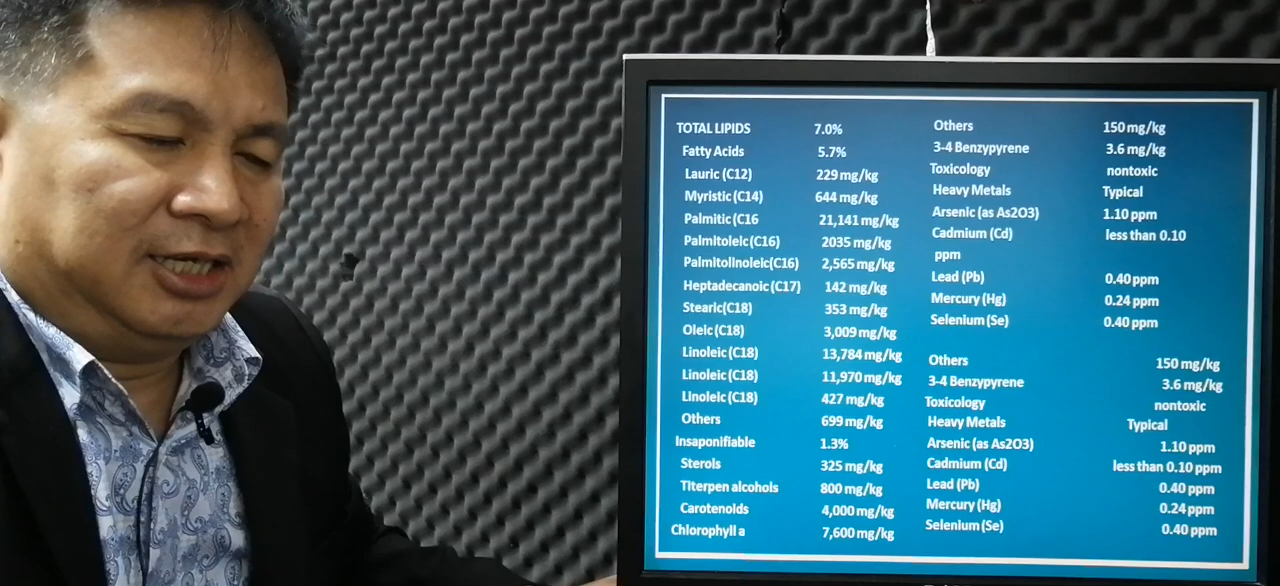 TOTAL LIPIDS 7.0%
Fatty Acids 5.7%
Lauric (C12) 229 mg/kg
Myristic (C14) 644 mg/kg
Palmitic (C16 21,141 mg/kg
Palmitoleic (C16) 2035 mg/kg
Palmitolinoleic(C16) 2,565 mg/kg
Heptadecanoic (C17) 142 mg/kg
Stearic(C18) 353 mg/kg
Oleic (C18) 3,009 mg/kg
Linoleic (C18) 13,784 mg/kg
Linoleic (C18) 11,970 mg/kg
Linoleic (C18) 427 mg/kg
Others 699 mg/kg
Insaponifiable 1.3%
Sterols 325 mg/kg
Titerpen alcohols 800 mg/kg
Carotenoids 4,000 mg/kg
Chlorophyll a 7,600 mg/kg
Others 150 mg/kg
3-4 Benzypyrene 3.6 mg/kg
Toxicology nontoxic
Heavy Metals Typical
Arsenic (as As2O3) 1.10 ppm
Cadmium (Cd) less than 0.10
ppm
Lead (Pb) 0.40 ppm
Mercury (Hg) 0.24 ppm
Selenium (Se) 0.40 ppm
Others 150 mg/kg
3-4 Benzypyrene 3.6 mg/kg
Toxicology nontoxic
Heavy Metals Typical
Arsenic (as As2O3) 1.10 ppm
Cadmium (Cd) less than 0.10 ppm
Lead (Pb) 0.40 ppm
Mercury (Hg) 0.24 ppm
Selenium (Se) 0.40 ppm